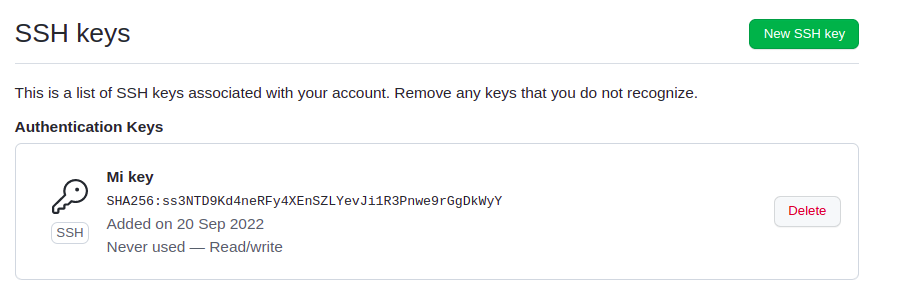 SSH keys
New SSH key
This is a list of SSH keys associated with your account. Remove any keys that you do not recognize.
Authentication Keys
Mi key
SHA256:ss3NTD9Kd4neRFy4XEnSZLYevJi1R3Pnwe9rGgDkWyY
Added on 20 Sep 2022
Never used — Read/write
SSH
Delete